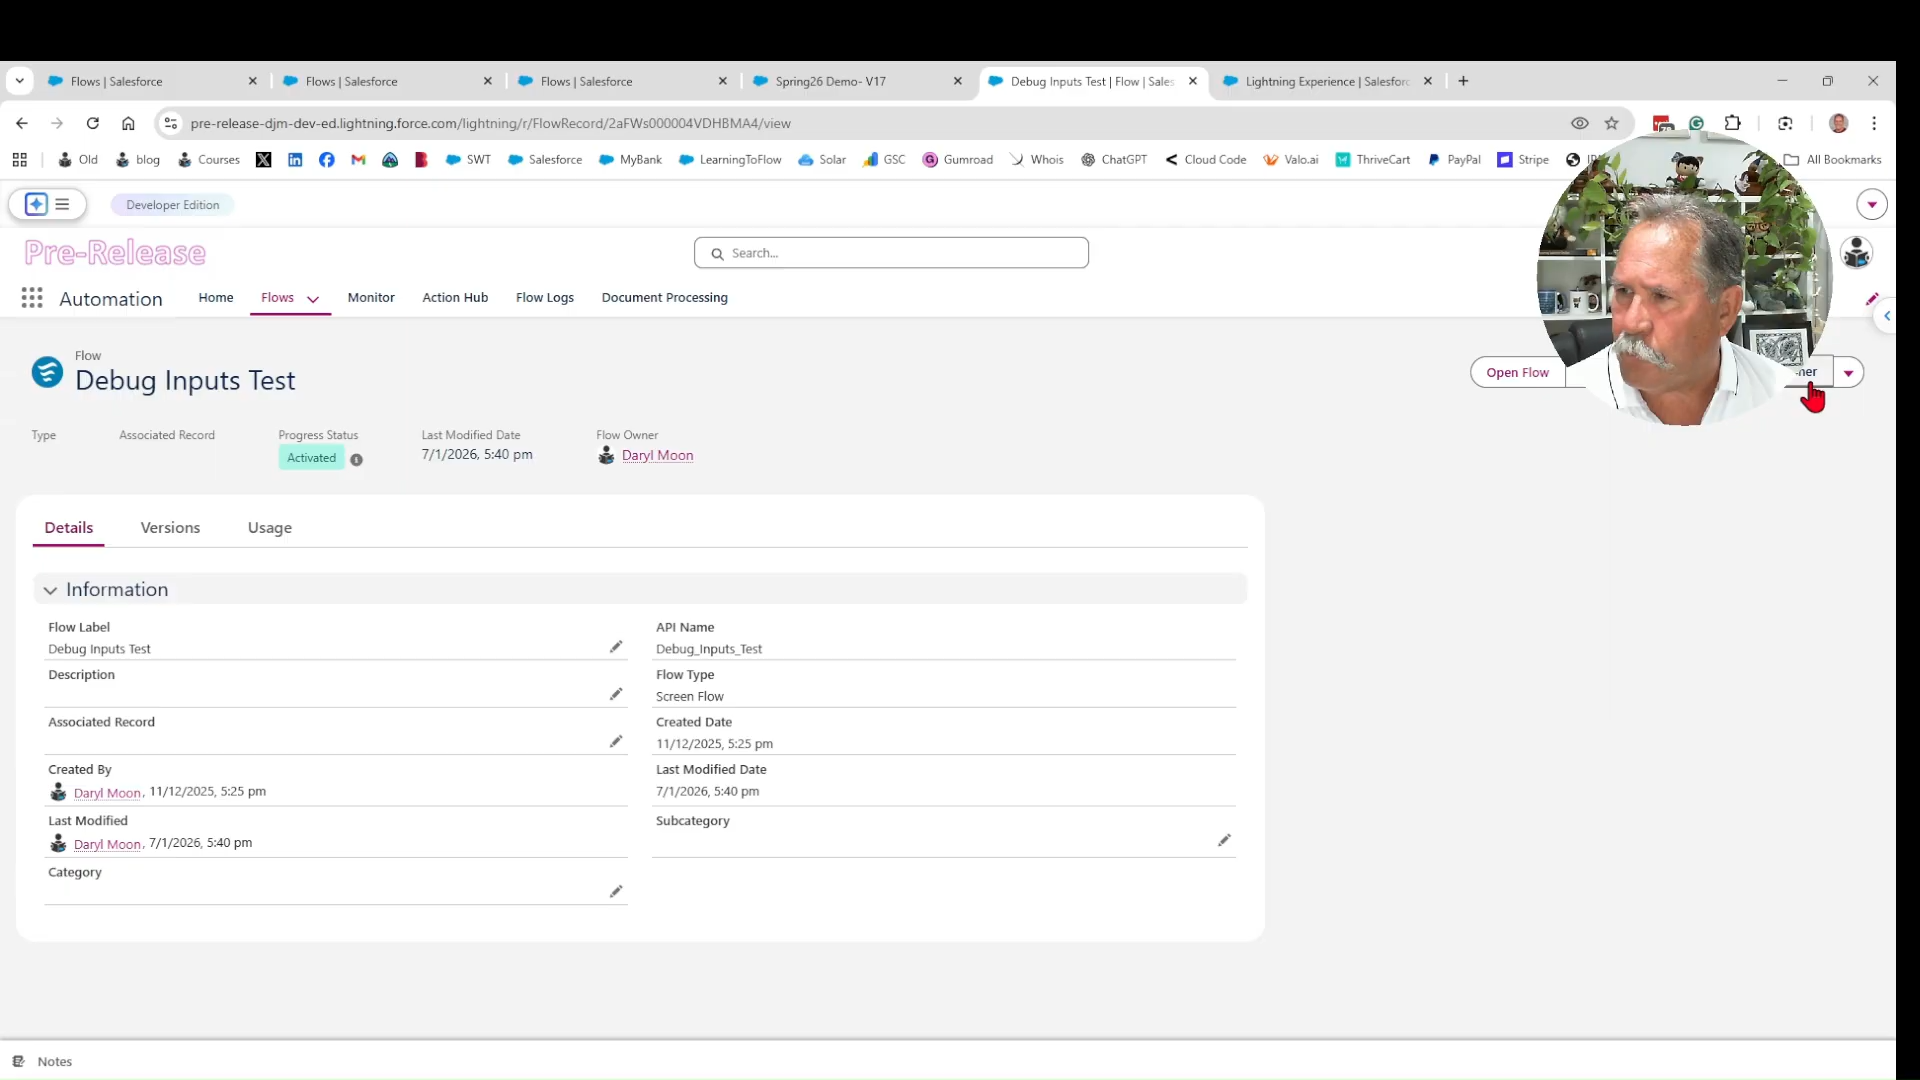 Flows | Salesforce
Flows | Salesforce
Flows | Salesforce
Spring26 Demo- V17
Debug Inputs Test | Flow | Sales
Lightning Experience | Salesforc
pre-release-djm-dev-ed.lightning.force.com/lightning/r/FlowRecord/2aFWs000004VDHBMA4/view
Old
blog
Courses
SWT
Salesforce
MyBank
LearningToFlow
Solar
GSC
Gumroad
Whois
ChatGPT
Cloud Code
Valo.ai
ThriveCart
PayPal
Stripe
All Bookmarks
Developer Edition
Pre-Release
Search...
Automation
Home
Flows
Monitor
Action Hub
Flow Logs
Document Processing
Flow
Debug Inputs Test
Open Flow
Type
Associated Record
Progress Status
Activated
Last Modified Date
7/1/2026, 5:40 pm
Flow Owner
Daryl Moon
Details
Versions
Usage
Information
Flow Label
Debug Inputs Test
API Name
Debug_Inputs_Test
Description
Flow Type
Screen Flow
Associated Record
Created Date
11/12/2025, 5:25 pm
Created By
Daryl Moon, 11/12/2025, 5:25 pm
Last Modified Date
7/1/2026, 5:40 pm
Last Modified
Daryl Moon, 7/1/2026, 5:40 pm
Subcategory
Category
Notes